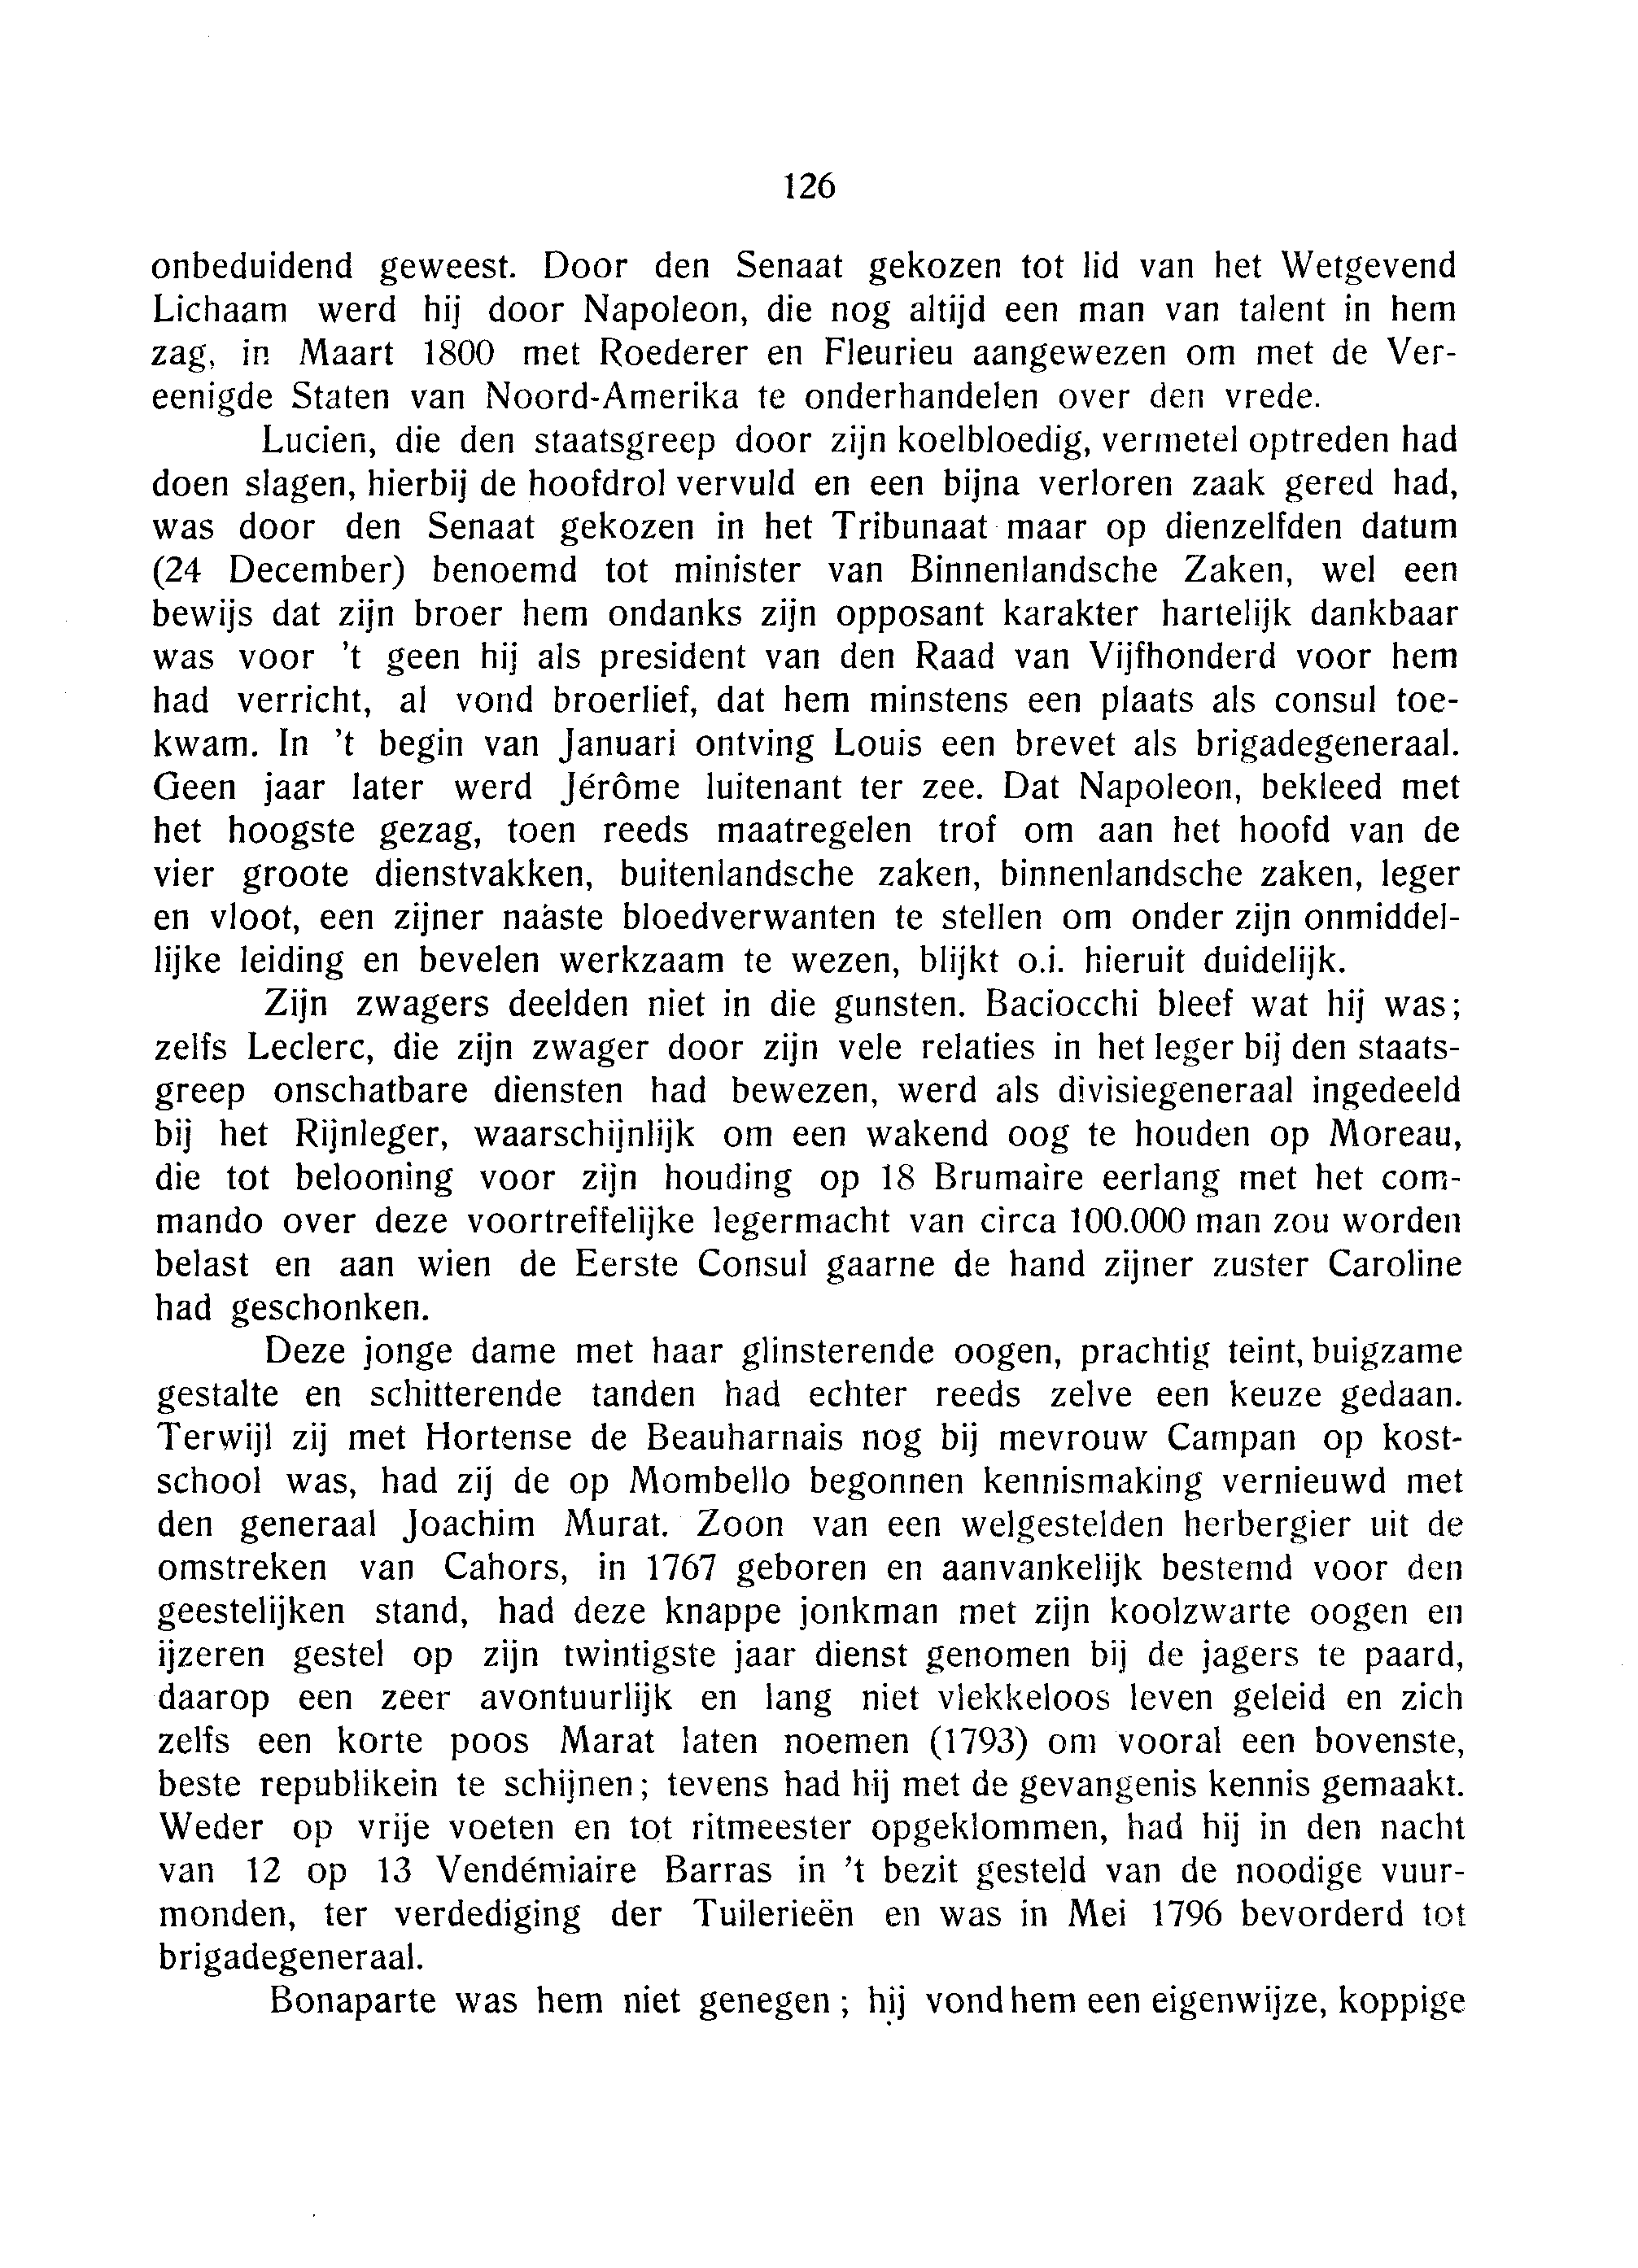 126
onbeduidend geweest. Door den Senaat gekozen tot lid van het Wetgevend
Lichaam werd hij door Napoleon, die nog altijd een man van talent in hem
zag, in Maart 1800 met Roederer en Fleurieu aangewezen om met de Ver-
eenigde Staten van Noord-Amerika te onderhandelen over den vrede.
Lucien, die den staatsgreep door zijn koelbloedig, vermetel optreden had
doen slagen, hierbij de hoofdrol vervuld en een bijna verloren zaak gered had,
was door den Senaat gekozen in het Tribunaat maar op dienzelfden datum
(24 December) benoemd tot minister van Binnenlandsche Zaken, wel een
bewijs dat zijn broer hem ondanks zijn opposant karakter hartelijk dankbaar
was voor 't geen hij als president van den Raad van Vijfhonderd voor hem
had verricht, al vond broerlief, dat hem minstens een plaats als consul toe-
kwam. In 't begin van Januari ontving Louis een brevet als brigadegeneraal.
Geen jaar later werd Jérôme luitenant ter zee. Dat Napoleon, bekleed met
het hoogste gezag, toen reeds maatregelen trof om aan het hoofd van de
vier groote dienstvakken, buitenlandsche zaken, binnenlandsche zaken, leger
en vloot, een zijner naaste bloedverwanten te stellen om onder zijn onmiddel-
lijke leiding en bevelen werkzaam te wezen, blijkt o.i. hieruit duidelijk.
Zijn zwagers deelden niet in die gunsten. Baciocchi bleef wat hij was;
zelfs Leclerc, die zijn zwager door zijn vele relaties in het leger bij den staats-
greep onschatbare diensten had bewezen, werd als divisiegeneraal ingedeeld
bij het Rijnleger, waarschijnlijk om een wakend oog te houden op Moreau,
die tot belooning voor zijn houding op 18 Brumaire eerlang met het com-
mando over deze voortreffelijke legermacht van circa 100.000 man zou worden
belast en aan wien de Eerste Consul gaarne de hand zijner zuster Caroline
had geschonken.
Deze jonge dame met haar glinsterende oogen, prachtig teint, buigzame
gestalte en schitterende tanden had echter reeds zelve een keuze gedaan.
Terwijl zij met Hortense de Beauharnais nog bij mevrouw Campan op kost-
school was, had zij de op Mombello begonnen kennismaking vernieuwd met
den generaal Joachim Murat. Zoon van een welgestelden herbergier uit de
omstreken van Cahors, in 1767 geboren en aanvankelijk bestemd voor den
geestelijken stand, had deze knappe jonkman met zijn koolzwarte oogen en
ijzeren gestel op zijn twintigste jaar dienst genomen bij de jagers te paard,
daarop een zeer avontuurlijk en lang niet vlekkeloos leven geleid en zich
zelfs een korte poos Marat laten noemen (1793) om vooral een bovenste,
beste republikein te schijnen; tevens had hij met de gevangenis kennis gemaakt.
Weder op vrije voeten en tot ritmeester opgeklommen, had hij in den nacht
van 12 op 13 Vendémiaire Barras in 't bezit gesteld van de noodige vuur-
monden, ter verdediging der Tuilerieën en was in Mei 1796 bevorderd tot
brigadegeneraal.
Bonaparte was hem niet genegen; hij vond hem een eigenwijze, koppige